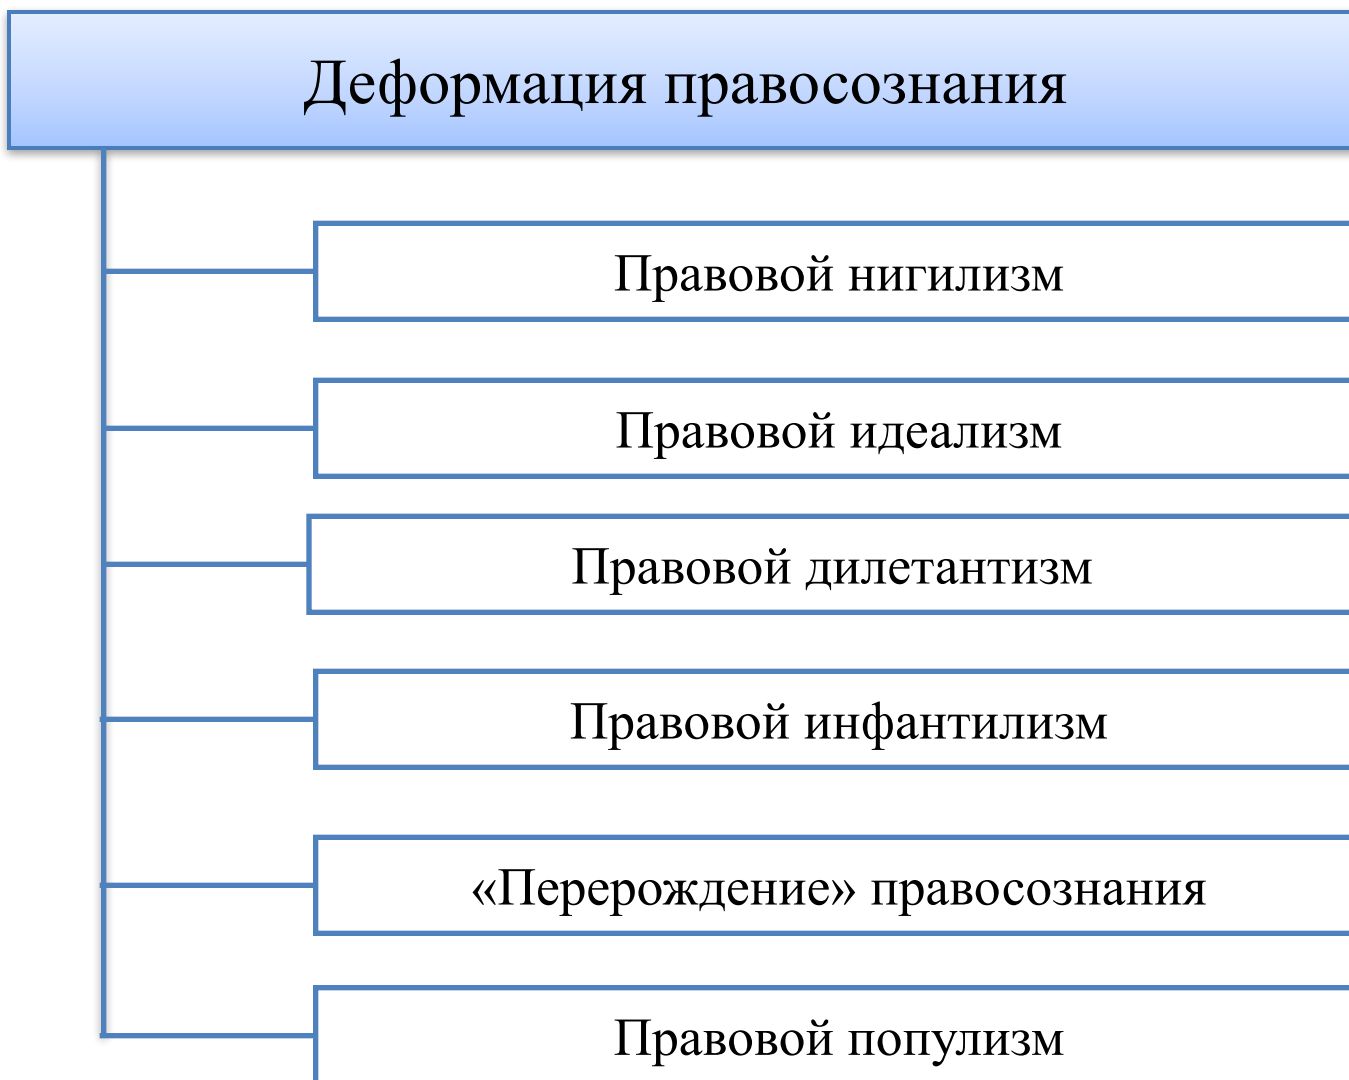 Деформация правосознания
Правовой нигилизм
Правовой идеализм
Правовой дилетантизм
Правовой инфантилизм
«Перерождение» правосознания
Правовой популизм